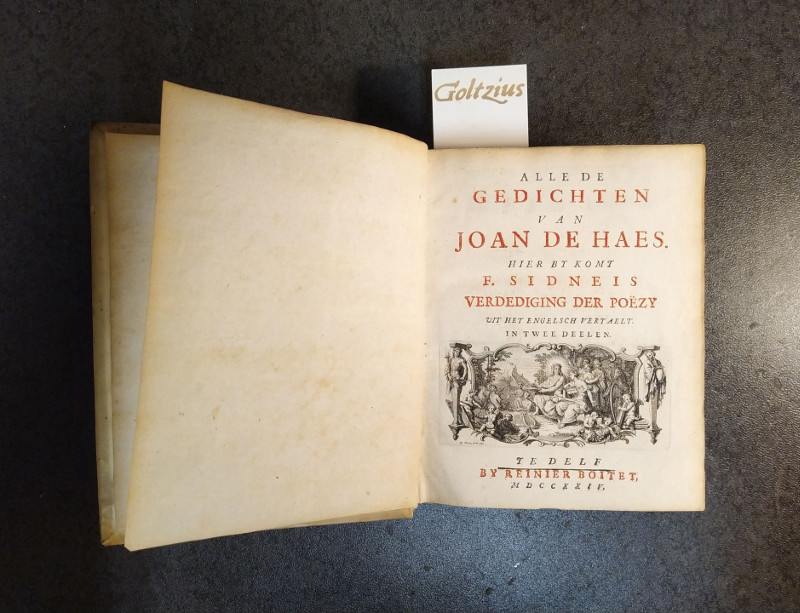 Goltzius
ALLE DE
GEDICHTEN
VAN
JOAN DE HAES.
HIER BY KOMT
F. SIDNEIS
VERDEDIGING DER POËZY
UIT HET ENGELSCH VERTAELT.
IN TWEE DEELEN.
TE DELF
BY REINIER BOITET,
MDCCXXIV,